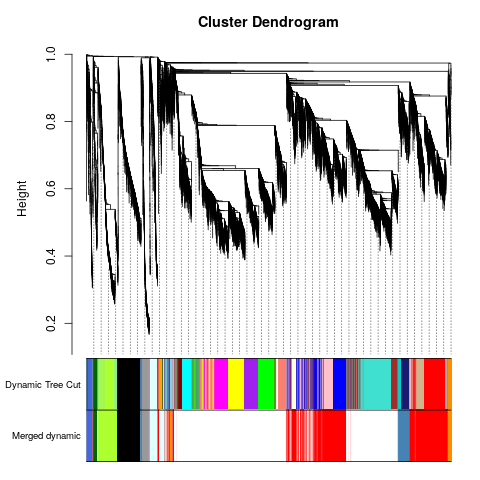 Cluster Dendrogram
Height
1.0
0.8
0.6
0.4
0.2
Dynamic Tree Cut
Merged dynamic